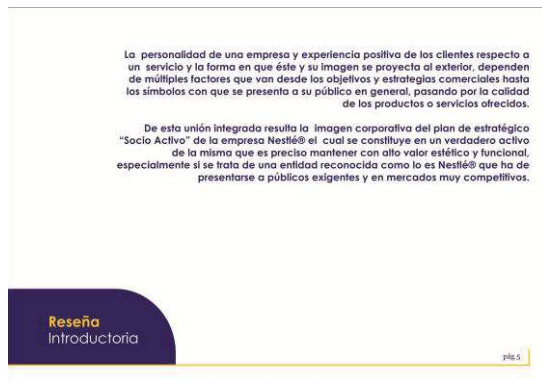 La personalidad de una empresa y experiencia positiva de los clientes respecto a
un servicio y la forma en que éste y su imagen se proyecta al exterior, dependen
de múltiples factores que van desde los objetivos y estrategias comerciales hasta
los símbolos con que se presenta a su público en general, pasando por la calidad
de los productos o servicios ofrecidos.
De esta unión integrada resulta la imagen corporativa del plan de estratégico
“Socio Activo” de la empresa Nestlé® el cual se constituye en un verdadero activo
de la misma que es preciso mantener con alto valor estético y funcional,
especialmente si se trata de una entidad reconocida como lo es Nestlé® que ha de
presentarse a públicos exigentes y en mercados muy competitivos.
Reseña
Introductoria
pág.5